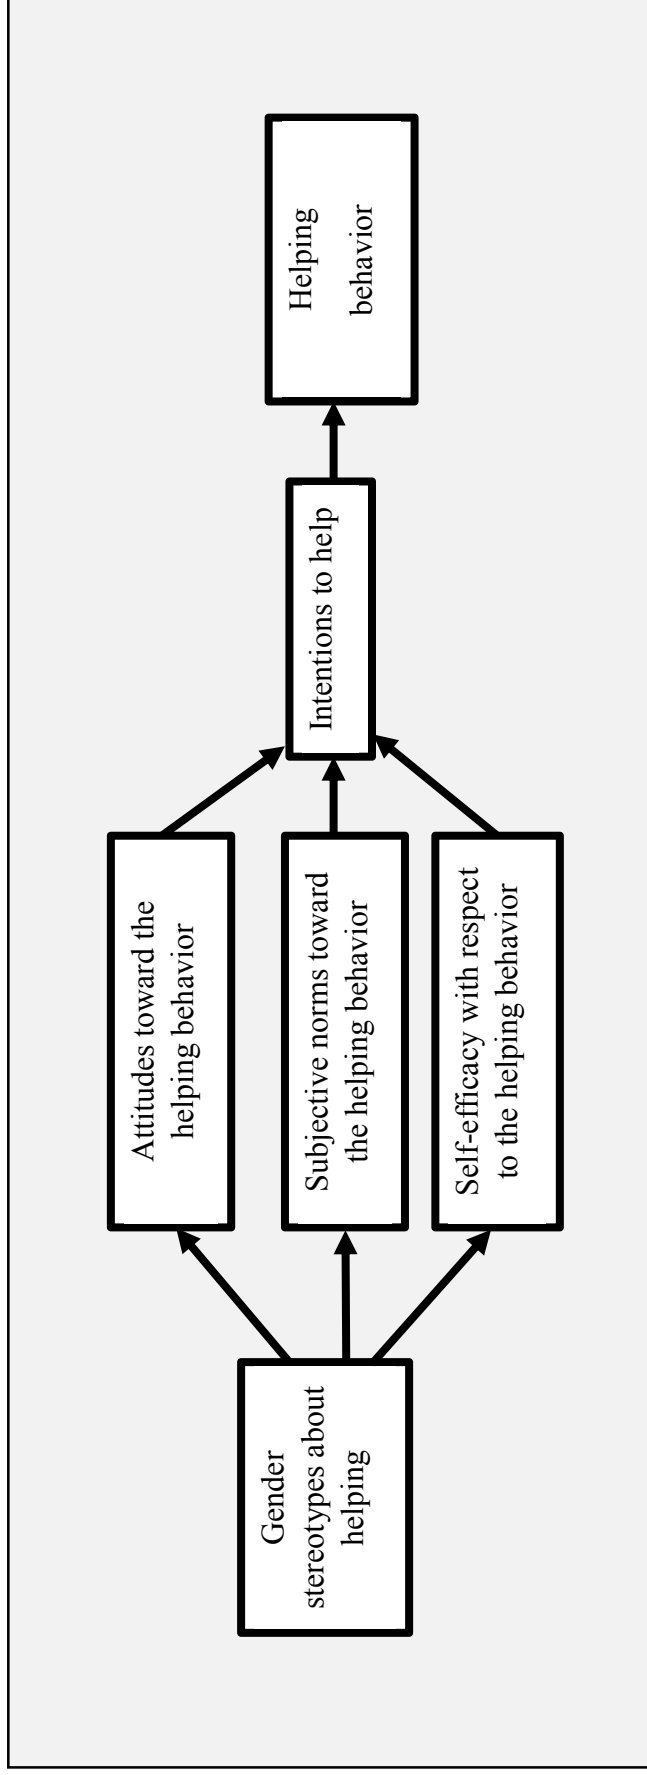 Gender
stereotypes about
helping
Attitudes toward the
helping behavior
Subjective norms toward
the helping behavior
Self-efficacy with respect
to the helping behavior
Intentions to help
Helping
behavior